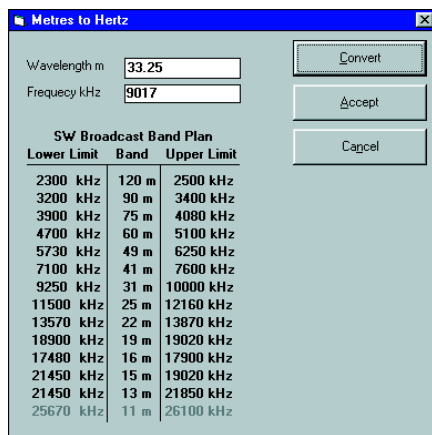 Metres to Hertz
Wavelength m 33.25
Frequecy kHz 9017
Convert
Accept
Cancel
SW Broadcast Band Plan
Lower Limit Band Upper Limit
2300 kHz 120 m 2500 kHz
3200 kHz 90 m 3400 kHz
3900 kHz 75 m 4080 kHz
4700 kHz 60 m 5100 kHz
5730 kHz 49 m 6250 kHz
7100 kHz 41 m 7600 kHz
9250 kHz 31 m 10000 kHz
11500 kHz 25 m 12160 kHz
13570 kHz 22 m 13870 kHz
18900 kHz 19 m 19020 kHz
17480 kHz 16 m 17900 kHz
21450 kHz 15 m 19020 kHz
21450 kHz 13 m 21850 kHz
25670 kHz 11 m 26100 kHz